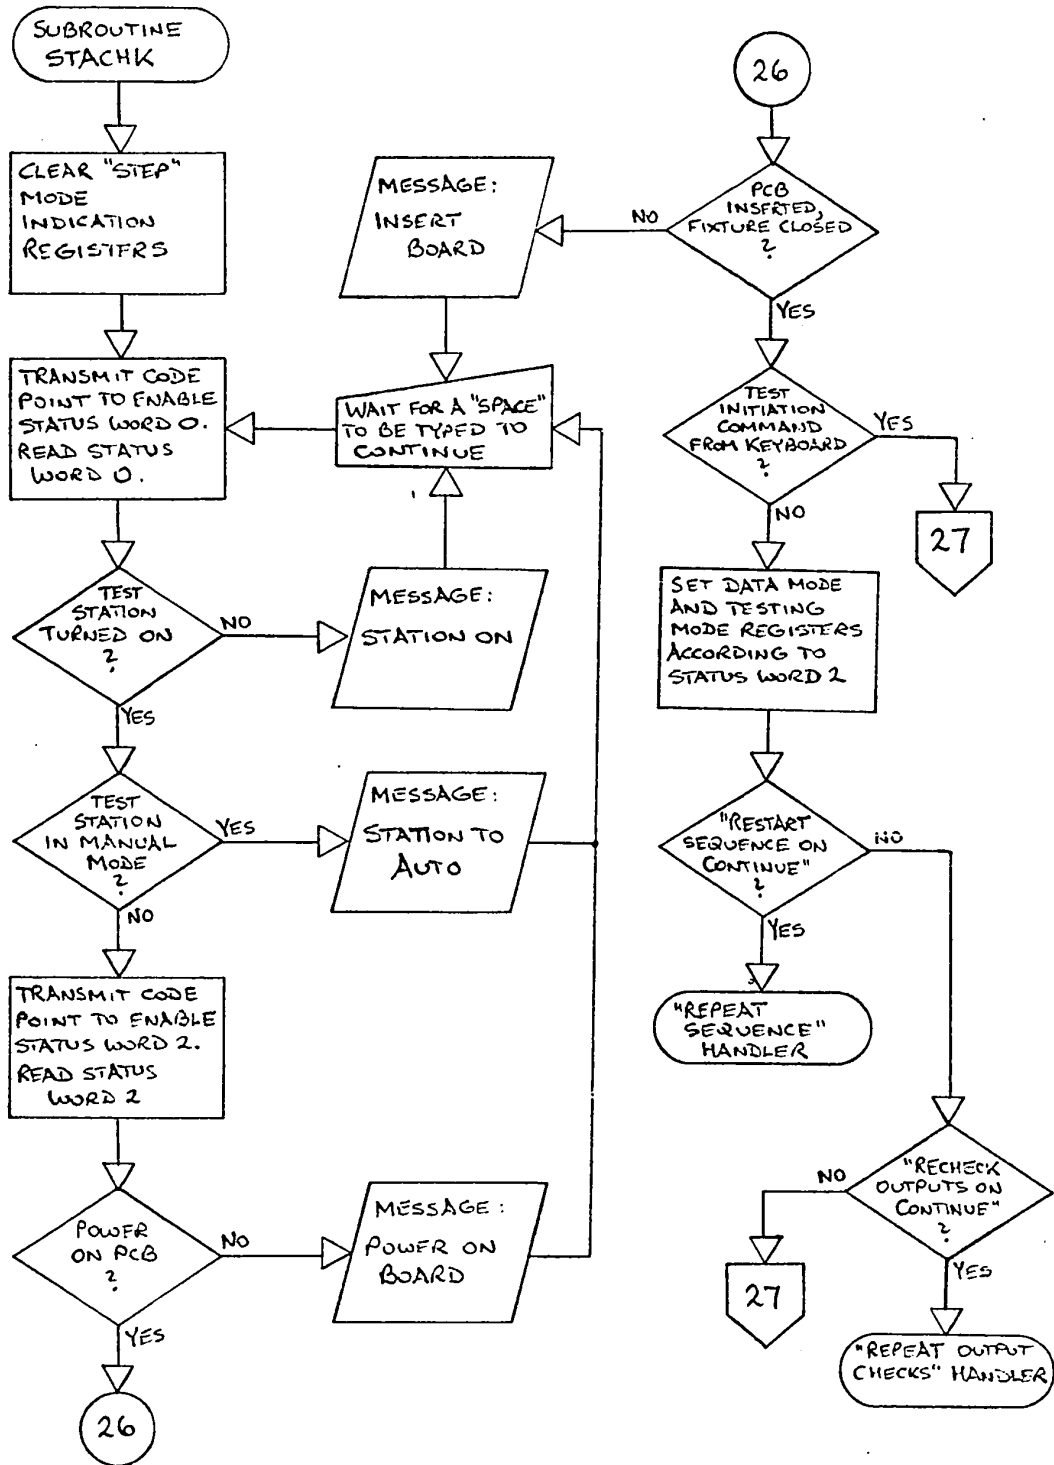 SUBROUTINE
STACHK
CLEAR "STEP"
MODE
INDICATION
REGISTERS
TRANSMIT CODE
POINT TO ENABLE
STATUS WORD 0.
READ STATUS
WORD 0.
TEST
STATION
TURNED ON
?
NO
YES
MESSAGE:
STATION ON
TEST
STATION
IN MANUAL
MODE
?
YES
NO
MESSAGE:
STATION TO
AUTO
TRANSMIT CODE
POINT TO ENABLE
STATUS WORD 2.
READ STATUS
WORD 2
POWER
ON PCB
?
NO
YES
MESSAGE:
POWER ON
BOARD
26
MESSAGE:
INSERT
BOARD
WAIT FOR A "SPACE"
TO BE TYPED TO
CONTINUE
26
PCB
INSERTED,
FIXTURE CLOSED
?
NO
YES
TEST
INITIATION
COMMAND
FROM KEYBOARD
?
YES
NO
27
SET DATA MODE
AND TESTING
MODE REGISTERS
ACCORDING TO
STATUS WORD 2
"RESTART
SEQUENCE ON
CONTINUE"
?
NO
YES
"REPEAT
SEQUENCE"
HANDLER
"RECHECK
OUTPUTS ON
CONTINUE"
?
NO
YES
27
"REPEAT OUTPUT
CHECKS" HANDLER